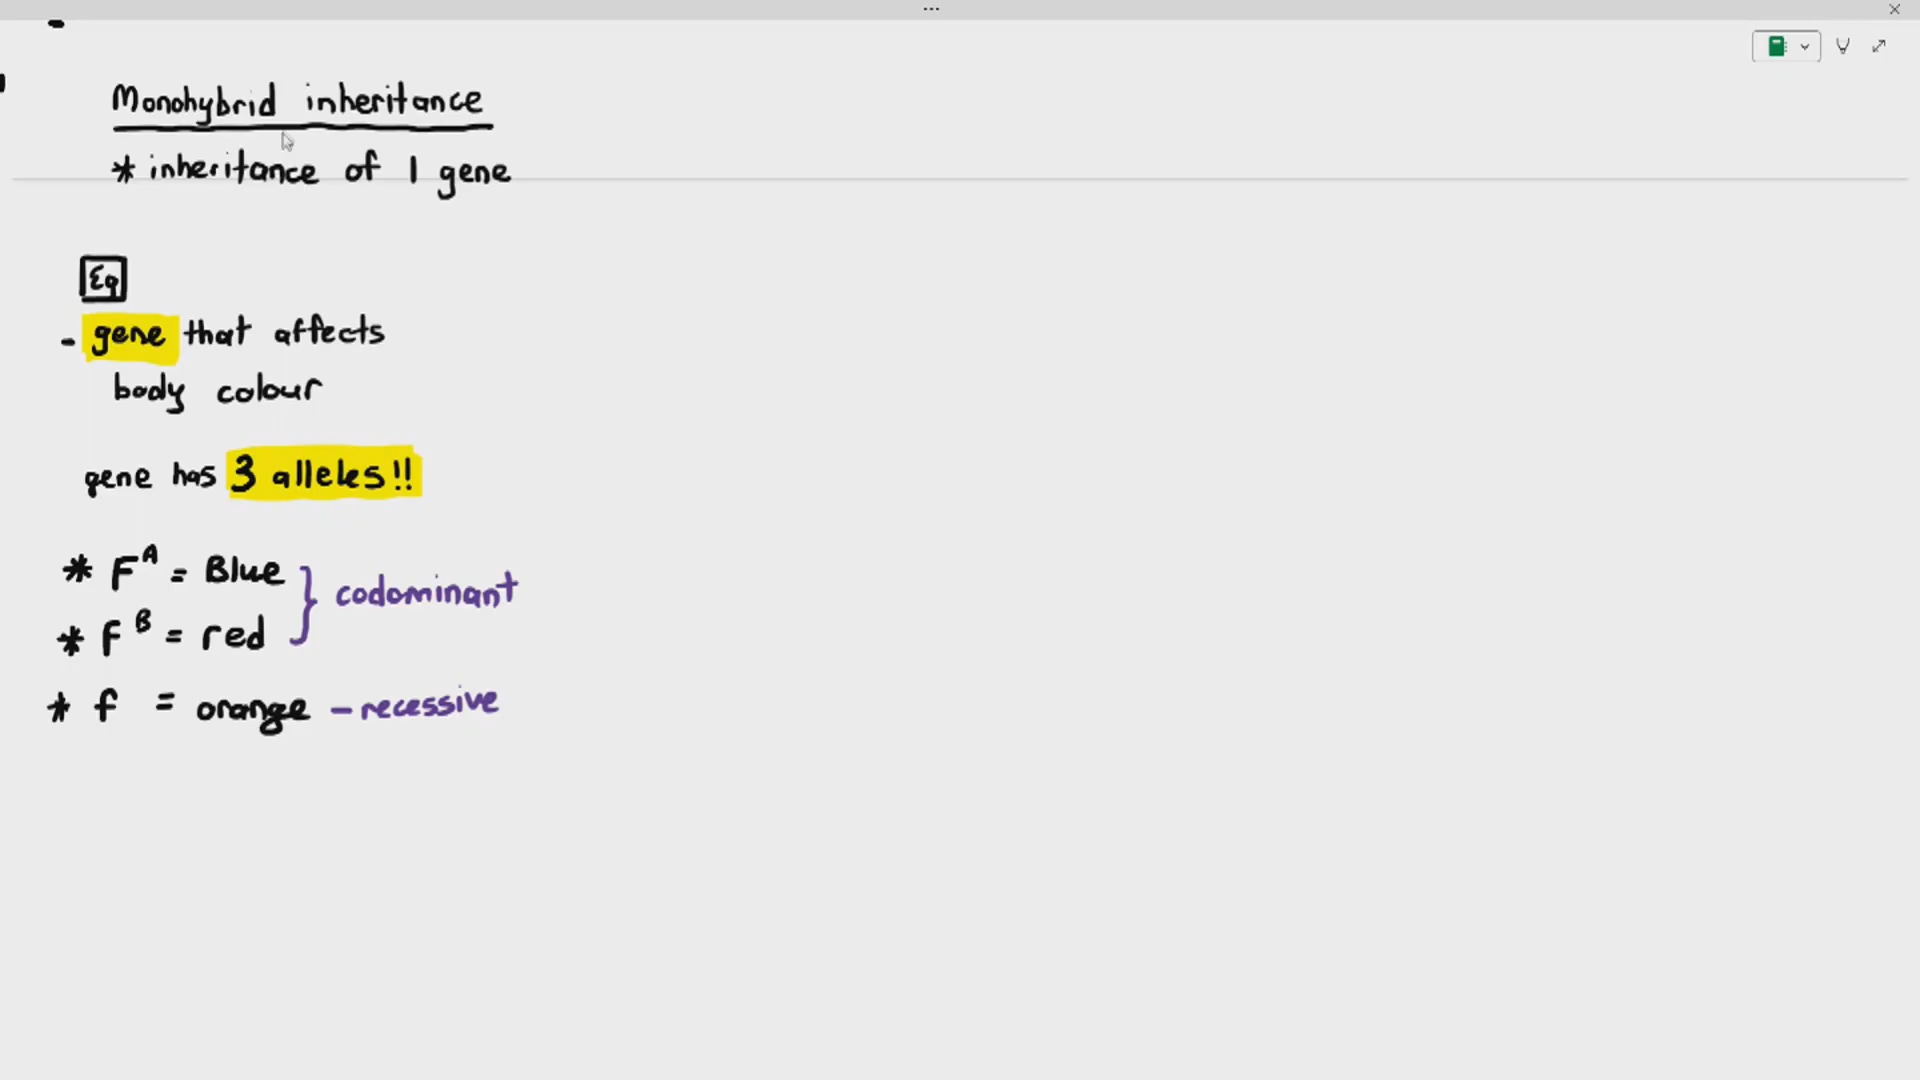 Monohybrid inheritance
* inheritance of 1 gene
Eg
- gene that affects
body colour
gene has 3 alleles!!
* F^A = Blue
* F^B = red
} codominant
* f = orange - recessive